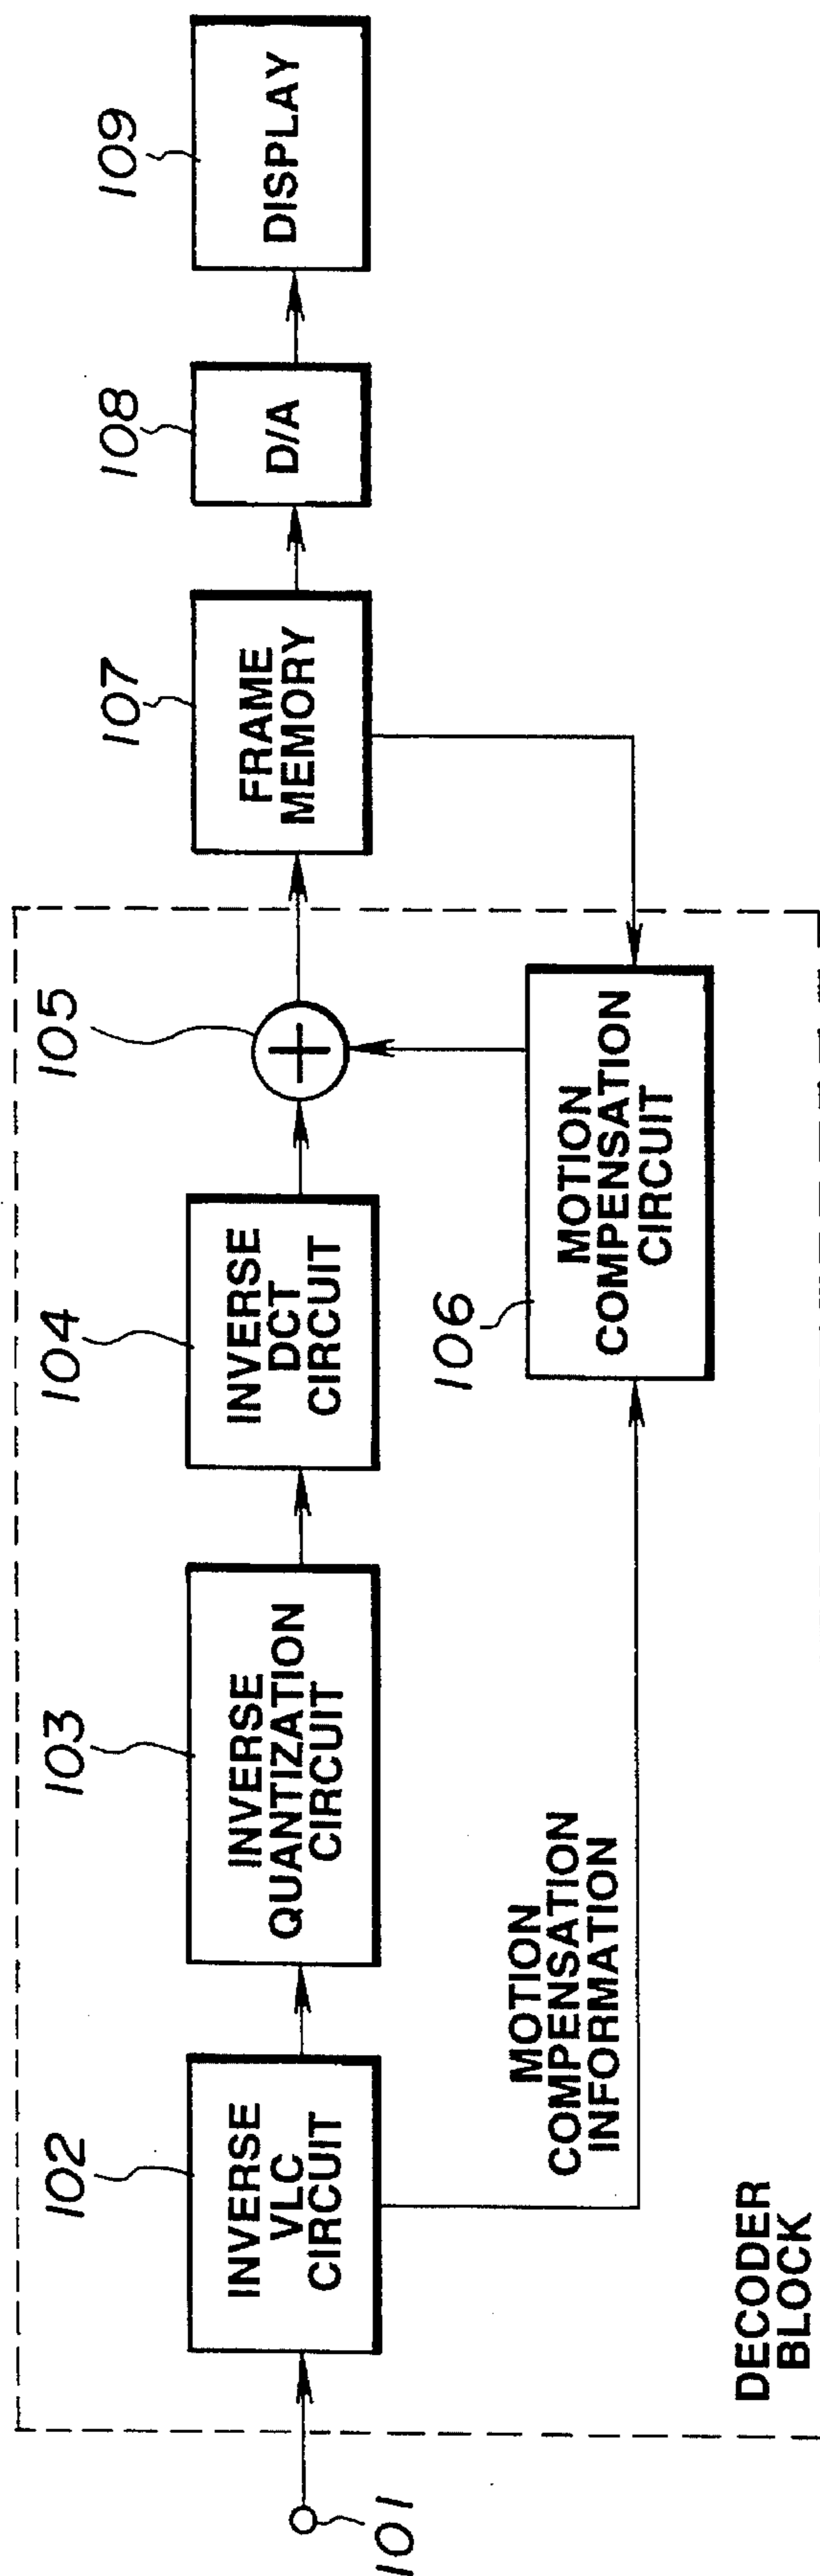 101
102
INVERSE
VLC
CIRCUIT
103
INVERSE
QUANTIZATION
CIRCUIT
104
INVERSE
DCT
CIRCUIT
105
+
107
FRAME
MEMORY
108
D/A
109
DISPLAY
MOTION
COMPENSATION
INFORMATION
106
MOTION
COMPENSATION
CIRCUIT
DECODER
BLOCK